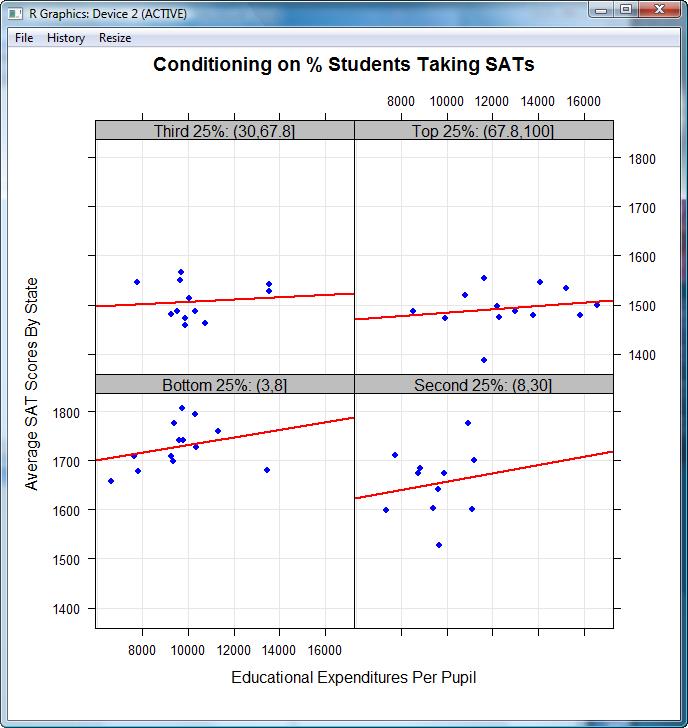 R Graphics: Device 2 (ACTIVE)
File History Resize
Conditioning on % Students Taking SATs
8000 10000 12000 14000 16000
Third 25%: (30,67.8] Top 25%: (67.8,100]
1800
1700
1600
1500
1400
Average SAT Scores By State
Bottom 25%: (3,8] Second 25%: (8,30]
1800
1700
1600
1500
1400
8000 10000 12000 14000 16000
Educational Expenditures Per Pupil